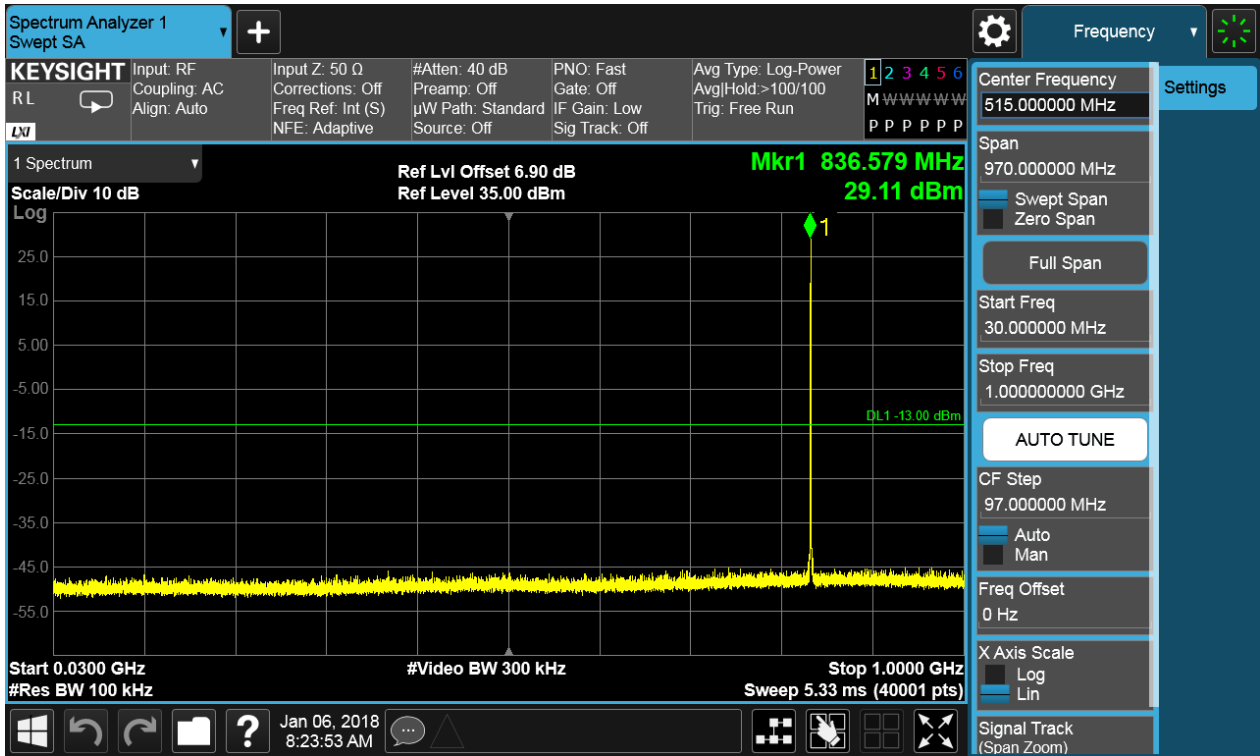 Spectrum Analyzer 1
Swept SA
+
Frequency
KEYSIGHT
RL
LXI
Input: RF
Coupling: AC
Align: Auto
Input Z: 50 Ω
Corrections: Off
Freq Ref: Int (S)
NFE: Adaptive
#Atten: 40 dB
Preamp: Off
µW Path: Standard
Source: Off
PNO: Fast
Gate: Off
IF Gain: Low
Sig Track: Off
Avg Type: Log-Power
Avg|Hold:>100/100
Trig: Free Run
1 2 3 4 5 6
M W W W W W
P P P P P P
1 Spectrum
Scale/Div 10 dB
Log
Ref Lvl Offset 6.90 dB
Ref Level 35.00 dBm
Mkr1 836.579 MHz
29.11 dBm
1
25.0
15.0
5.00
-5.00
DL1 -13.00 dBm
-15.0
-25.0
-35.0
-45.0
-55.0
Start 0.0300 GHz
#Video BW 300 kHz
Stop 1.0000 GHz
#Res BW 100 kHz
Sweep 5.33 ms (40001 pts)
Center Frequency
515.000000 MHz
Span
970.000000 MHz
Swept Span
Zero Span
Full Span
Start Freq
30.000000 MHz
Stop Freq
1.000000000 GHz
AUTO TUNE
CF Step
97.000000 MHz
Auto
Man
Freq Offset
0 Hz
X Axis Scale
Log
Lin
Signal Track
(Span Zoom)
Settings
?
Jan 06, 2018
8:23:53 AM